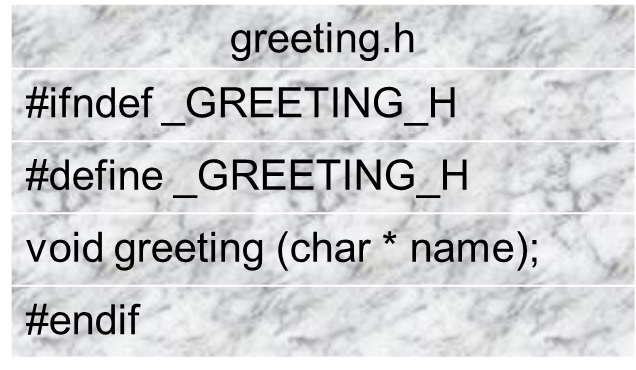 greeting.h
#ifndef _GREETING_H
#define _GREETING_H
void greeting (char * name);
#endif